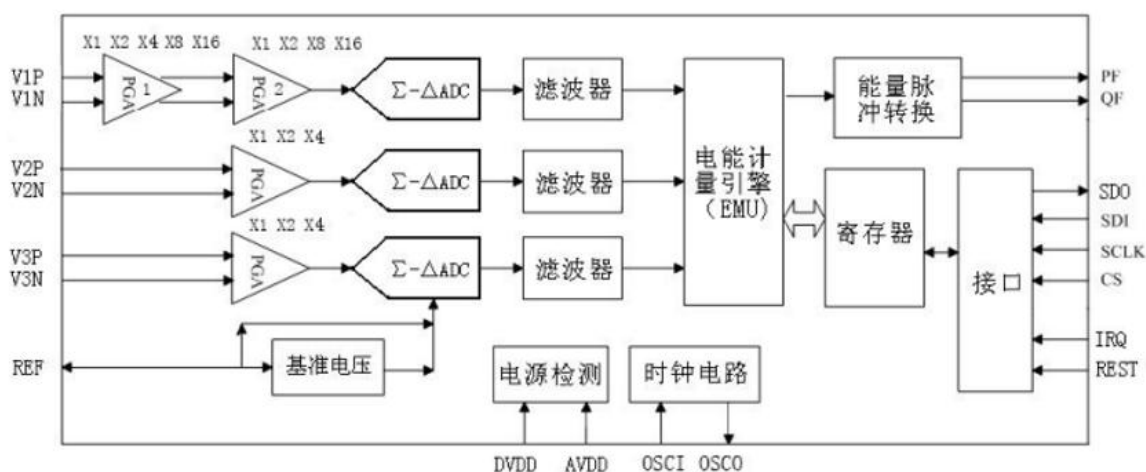 X1 X2 X4 X8 X16
X1 X2 X8 X16
V1P
V1N
PGA 1
PGA 2
Σ-△ADC
滤波器
电能计
量引擎
(EMU)
能量脉
冲转换
PF
QF
X1 X2 X4
V2P
V2N
PGA
Σ-△ADC
滤波器
寄存器
接口
SDO
SDI
SCLK
CS
IRQ
REST
X1 X2 X4
V3P
V3N
PGA
Σ-△ADC
滤波器
REF
基准电压
电源检测
时钟电路
DVDD
AVDD
OSCI
OSCO